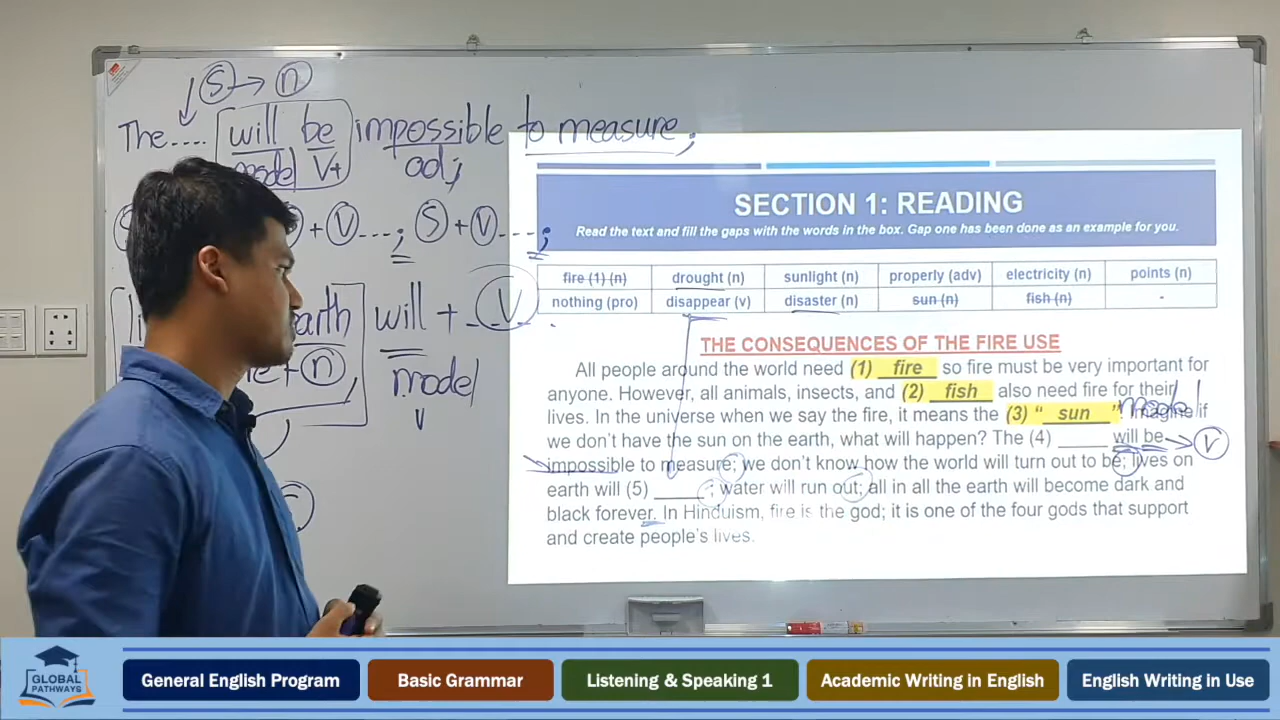 S → n
The.... will be impossible to measure;
model V+ adj
S + V ...; S + V ....;
earth will + V
+ n model
V
SECTION 1: READING
Read the text and fill the gaps with the words in the box. Gap one has been done as an example for you.
fire (1) (n) drought (n) sunlight (n) properly (adv) electricity (n) points (n)
nothing (pro) disappear (v) disaster (n) sun (n) fish (n) -
THE CONSEQUENCES OF THE FIRE USE
All people around the world need (1) fire so fire must be very important for
anyone. However, all animals, insects, and (2) fish also need fire for their
lives. In the universe when we say the fire, it means the (3) “ sun ” imagine if
model
we don't have the sun on the earth, what will happen? The (4) _____ will be → V
impossible to measure; we don't know how the world will turn out to be; lives on
earth will (5) _____ ; water will run out; all in all the earth will become dark and
black forever. In Hinduism, fire is the god; it is one of the four gods that support
and create people's lives.
GLOBAL
PATHWAYS
General English Program Basic Grammar Listening & Speaking 1 Academic Writing in English English Writing in Use